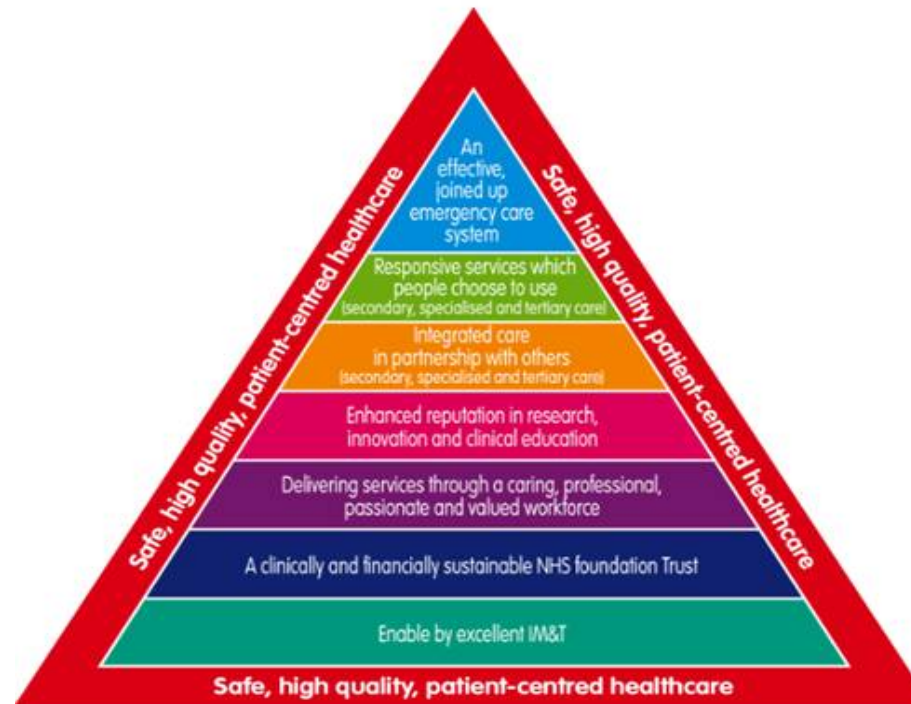 Safe, high quality, patient-centred healthcare
Safe, high quality, patient-centred healthcare
An
effective,
joined up
emergency care
system
Responsive services which
people choose to use
(secondary, specialised and tertiary care)
Integrated care
in partnership with others
(secondary, specialised and tertiary care)
Enhanced reputation in research,
innovation and clinical education
Delivering services through a caring, professional,
passionate and valued workforce
A clinically and financially sustainable NHS foundation Trust
Enable by excellent IM&T
Safe, high quality, patient-centred healthcare